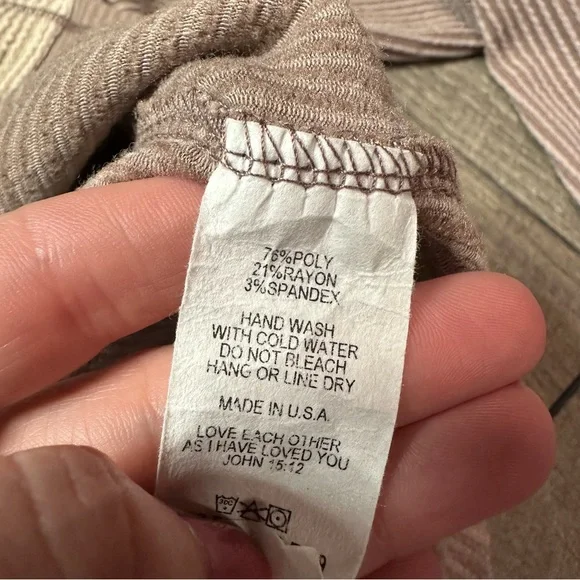 76%POLY
21%RAYON
3%SPANDEX
HAND WASH
WITH COLD WATER
DO NOT BLEACH
HANG OR LINE DRY
MADE IN U.S.A.
LOVE EACH OTHER
AS I HAVE LOVED YOU
JOHN 15:12
30C